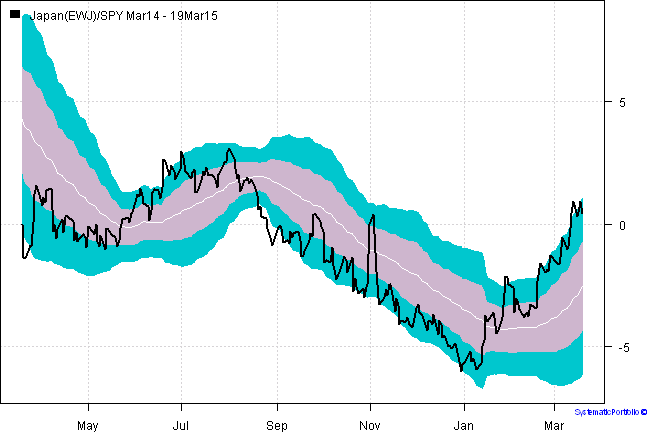 Japan(EWJ)/SPY Mar14 - 19Mar15
5
0
-5
May Jul Sep Nov Jan Mar
SystematicPortfolio ©